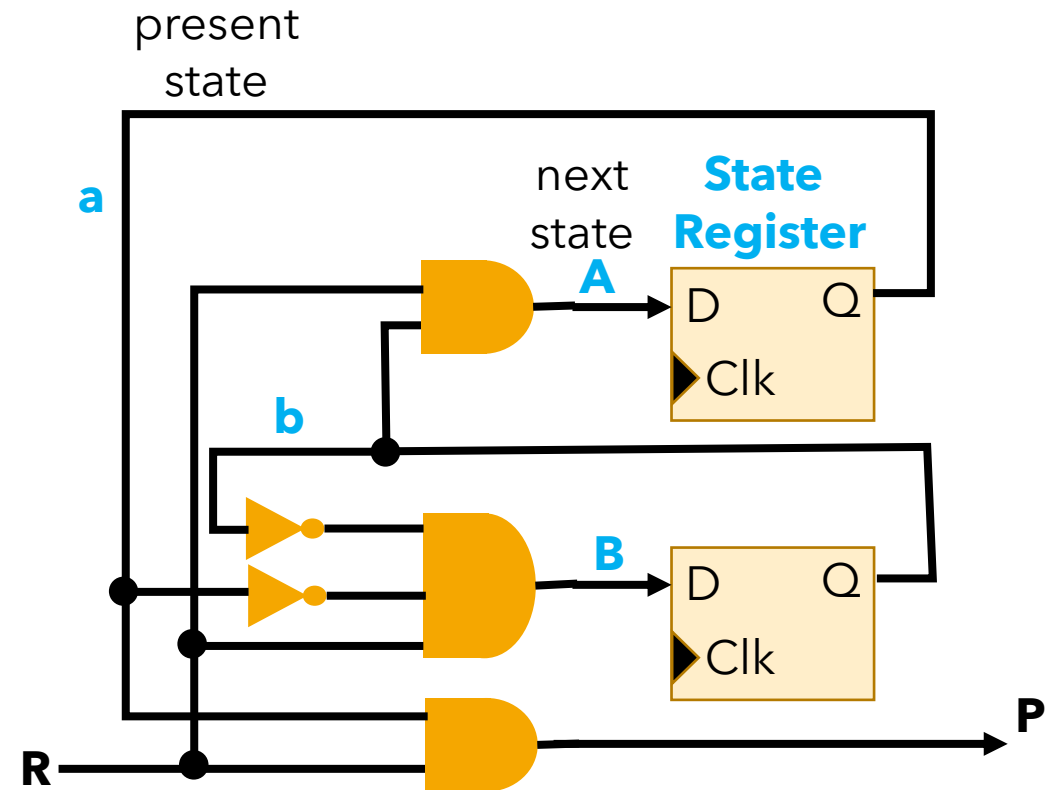 present
state
a
next
state
State
Register
A
D
Q
Clk
b
B
D
Q
Clk
P
R